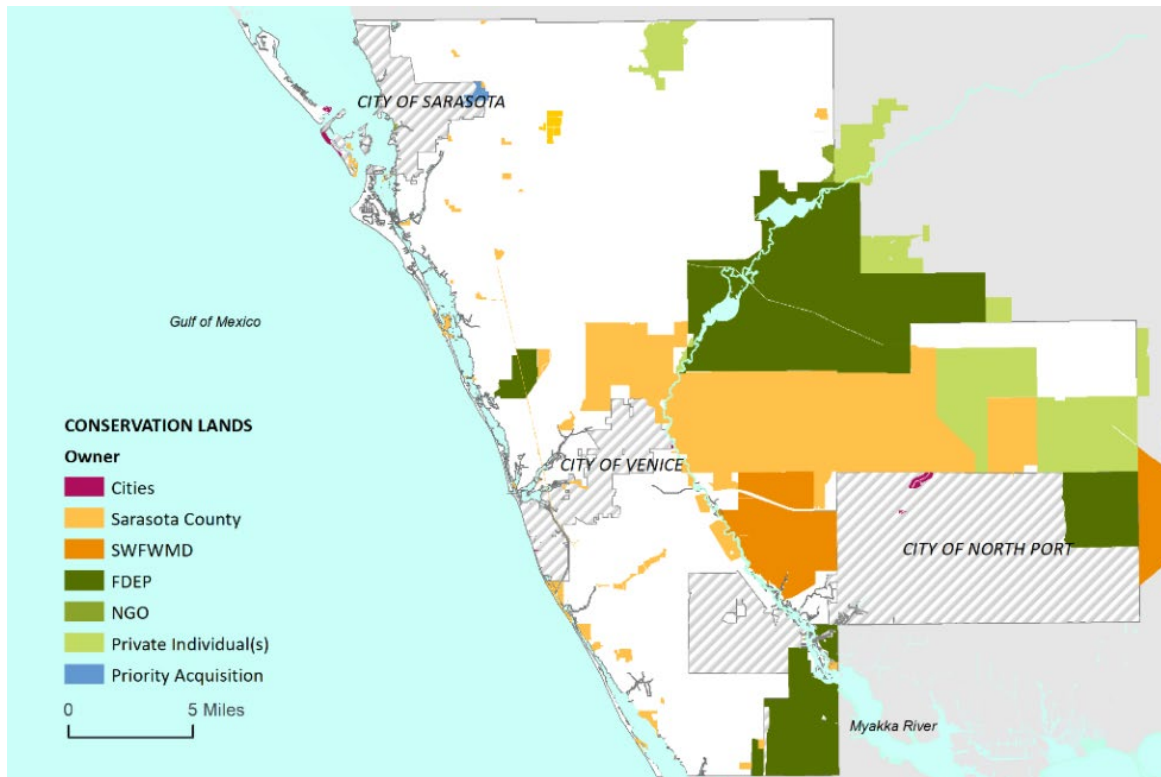 CITY OF SARASOTA
Gulf of Mexico
CONSERVATION LANDS
Owner
Cities
Sarasota County
SWFWMD
FDEP
NGO
Private Individual(s)
Priority Acquisition
0 5 Miles
CITY OF VENICE
CITY OF NORTH PORT
Myakka River